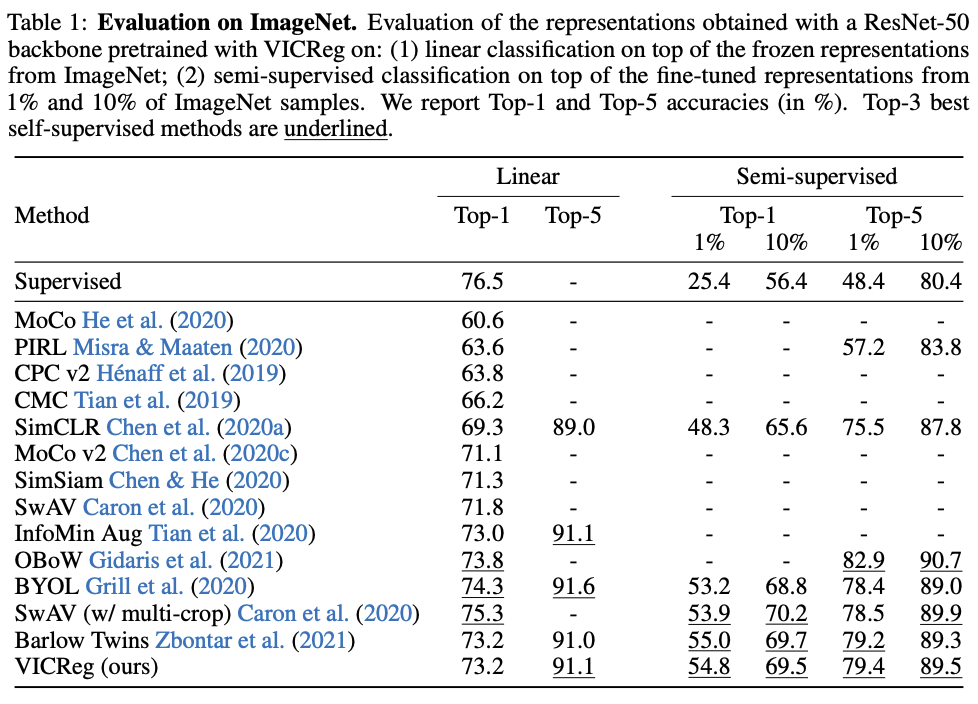 Table 1: Evaluation on ImageNet. Evaluation of the representations obtained with a ResNet-50
backbone pretrained with VICReg on: (1) linear classification on top of the frozen representations
from ImageNet; (2) semi-supervised classification on top of the fine-tuned representations from
1% and 10% of ImageNet samples. We report Top-1 and Top-5 accuracies (in %). Top-3 best
self-supervised methods are underlined.
Linear Semi-supervised
Method Top-1 Top-5 Top-1 Top-5
1% 10% 1% 10%
Supervised 76.5 - 25.4 56.4 48.4 80.4
MoCo He et al. (2020) 60.6 - - - - -
PIRL Misra & Maaten (2020) 63.6 - - - 57.2 83.8
CPC v2 Hénaff et al. (2019) 63.8 - - - - -
CMC Tian et al. (2019) 66.2 - - - - -
SimCLR Chen et al. (2020a) 69.3 89.0 48.3 65.6 75.5 87.8
MoCo v2 Chen et al. (2020c) 71.1 - - - - -
SimSiam Chen & He (2020) 71.3 - - - - -
SwAV Caron et al. (2020) 71.8 - - - - -
InfoMin Aug Tian et al. (2020) 73.0 91.1 - - - -
OBoW Gidaris et al. (2021) 73.8 - - - 82.9 90.7
BYOL Grill et al. (2020) 74.3 91.6 53.2 68.8 78.4 89.0
SwAV (w/ multi-crop) Caron et al. (2020) 75.3 - 53.9 70.2 78.5 89.9
Barlow Twins Zbontar et al. (2021) 73.2 91.0 55.0 69.7 79.2 89.3
VICReg (ours) 73.2 91.1 54.8 69.5 79.4 89.5